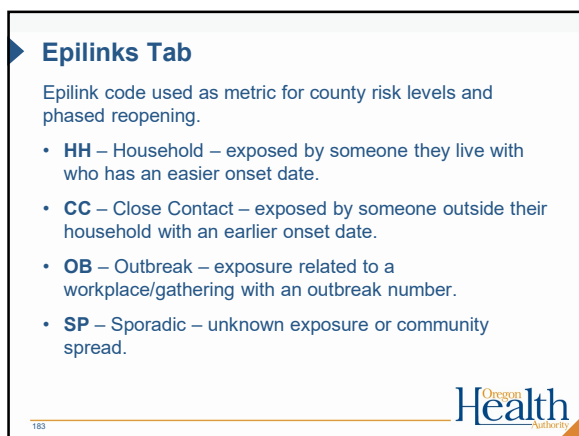 Epilinks Tab
Epilink code used as metric for county risk levels and
phased reopening.
• HH – Household – exposed by someone they live with
who has an easier onset date.
• CC – Close Contact – exposed by someone outside their
household with an earlier onset date.
• OB – Outbreak – exposure related to a
workplace/gathering with an outbreak number.
• SP – Sporadic – unknown exposure or community
spread.
183
Oregon
Health
Authority